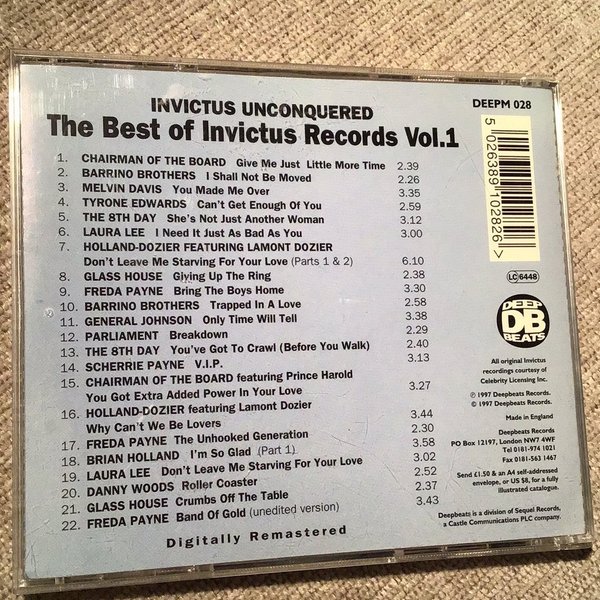 INVICTUS UNCONQUERED
The Best of Invictus Records Vol.1
1. CHAIRMAN OF THE BOARD Give Me Just Little More Time 2.39
2. BARRINO BROTHERS I Shall Not Be Moved 2.26
3. MELVIN DAVIS You Made Me Over 3.35
4. TYRONE EDWARDS Can't Get Enough Of You 2.59
5. THE 8TH DAY She's Not Just Another Woman 3.12
6. LAURA LEE I Need It Just As Bad As You 3.00
7. HOLLAND-DOZIER FEATURING LAMONT DOZIER
Don't Leave Me Starving For Your Love (Parts 1 & 2) 6.10
8. GLASS HOUSE Giving Up The Ring 2.38
9. FREDA PAYNE Bring The Boys Home 3.30
10. BARRINO BROTHERS Trapped In A Love 2.58
11. GENERAL JOHNSON Only Time Will Tell 3.38
12. PARLIAMENT Breakdown 2.29
13. THE 8TH DAY You've Got To Crawl (Before You Walk) 2.40
14. SCHERRIE PAYNE V.I.P. 3.13
15. CHAIRMAN OF THE BOARD featuring Prince Harold
You Got Extra Added Power In Your Love 3.27
16. HOLLAND-DOZIER featuring Lamont Dozier
Why Can't We Be Lovers 3.44
17. FREDA PAYNE The Unhooked Generation 2.30
18. BRIAN HOLLAND I'm So Glad (Part 1) 3.58
19. LAURA LEE Don't Leave Me Starving For Your Love 3.02
20. DANNY WOODS Roller Coaster 2.52
21. GLASS HOUSE Crumbs Off The Table 2.37
22. FREDA PAYNE Band Of Gold (unedited version) 3.43
Digitally Remastered
DEEPM 028
5 026389 102826 >
LC 6448
DEEP
DB
BEATS
All original Invictus
recordings courtesy of
Celebrity Licensing Inc.
℗ 1997 Deepbeats Records.
© 1997 Deepbeats Records.
Made in England
Deepbeats Records
PO Box 12197, London NW7 4WF
Tel 0181-974 1021
Fax 0181-563 1467
Send £1.50 & an A4 self-addressed
envelope, or US $8, for a fully
illustrated catalogue.
Deepbeats is a division of Sequel Records,
a Castle Communications PLC company.